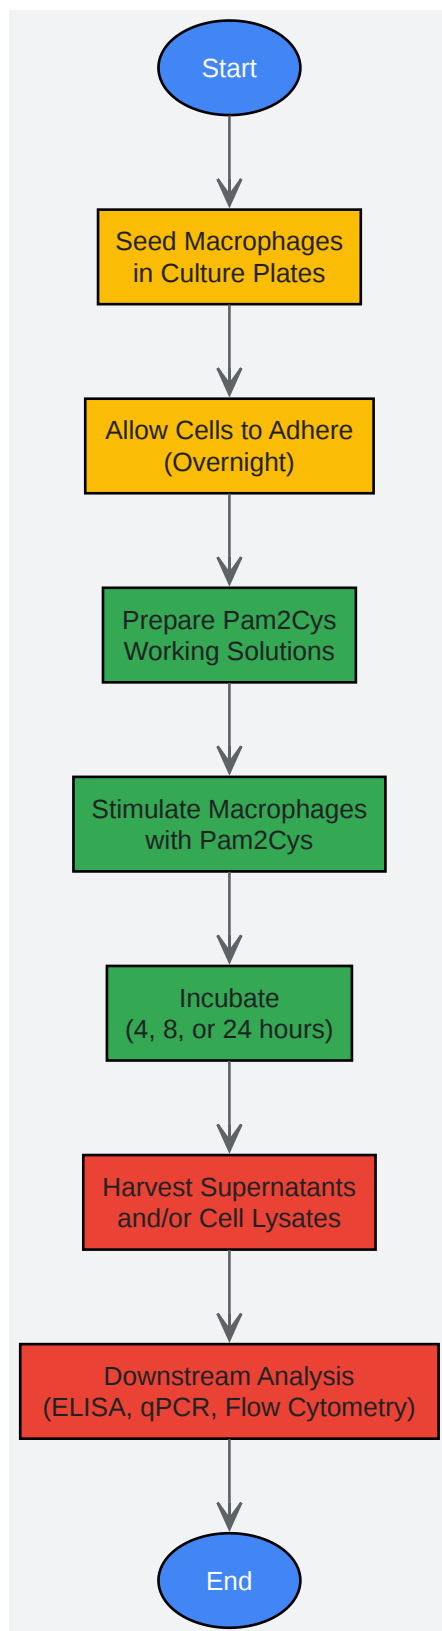 Start
Seed Macrophages
in Culture Plates
Allow Cells to Adhere
(Overnight)
Prepare Pam2Cys
Working Solutions
Stimulate Macrophages
with Pam2Cys
Incubate
(4, 8, or 24 hours)
Harvest Supernatants
and/or Cell Lysates
Downstream Analysis
(ELISA, qPCR, Flow Cytometry)
End